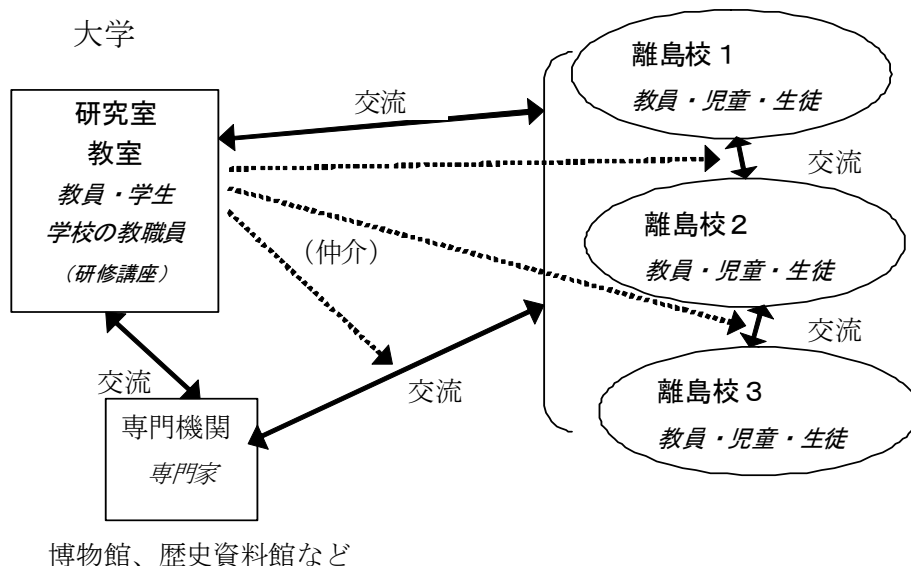 大学
研究室
教室
教員・学生
学校の教職員
（研修講座）
交流
（仲介）
離島校１
教員・児童・生徒
交流
離島校２
教員・児童・生徒
交流
離島校３
教員・児童・生徒
交流
交流
専門機関
専門家
博物館、歴史資料館など